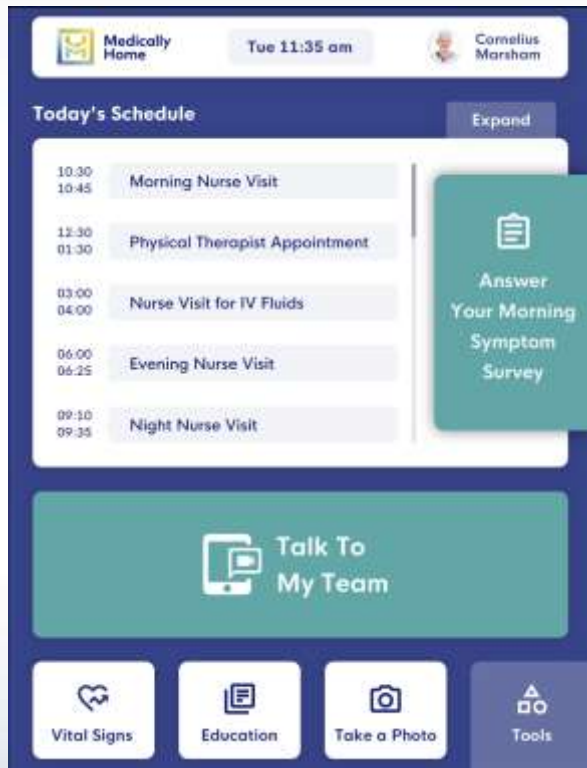 Medically
Home
Tue 11:35 am
Cornelius
Marsham
Today's Schedule
Expand
10:30
10:45
Morning Nurse Visit
12:30
01:30
Physical Therapist Appointment
03:00
04:00
Nurse Visit for IV Fluids
06:00
06:25
Evening Nurse Visit
09:10
09:35
Night Nurse Visit
Answer
Your Morning
Symptom
Survey
Talk To
My Team
Vital Signs
Education
Take a Photo
Tools